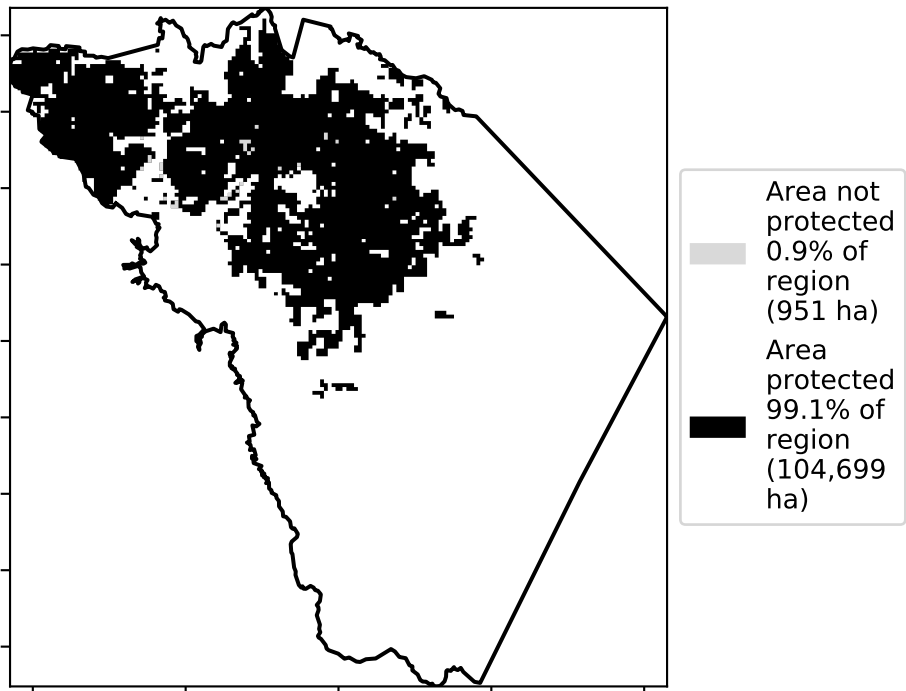 Area not
protected
0.9% of
region
(951 ha)
Area
protected
99.1% of
region
(104,699
ha)